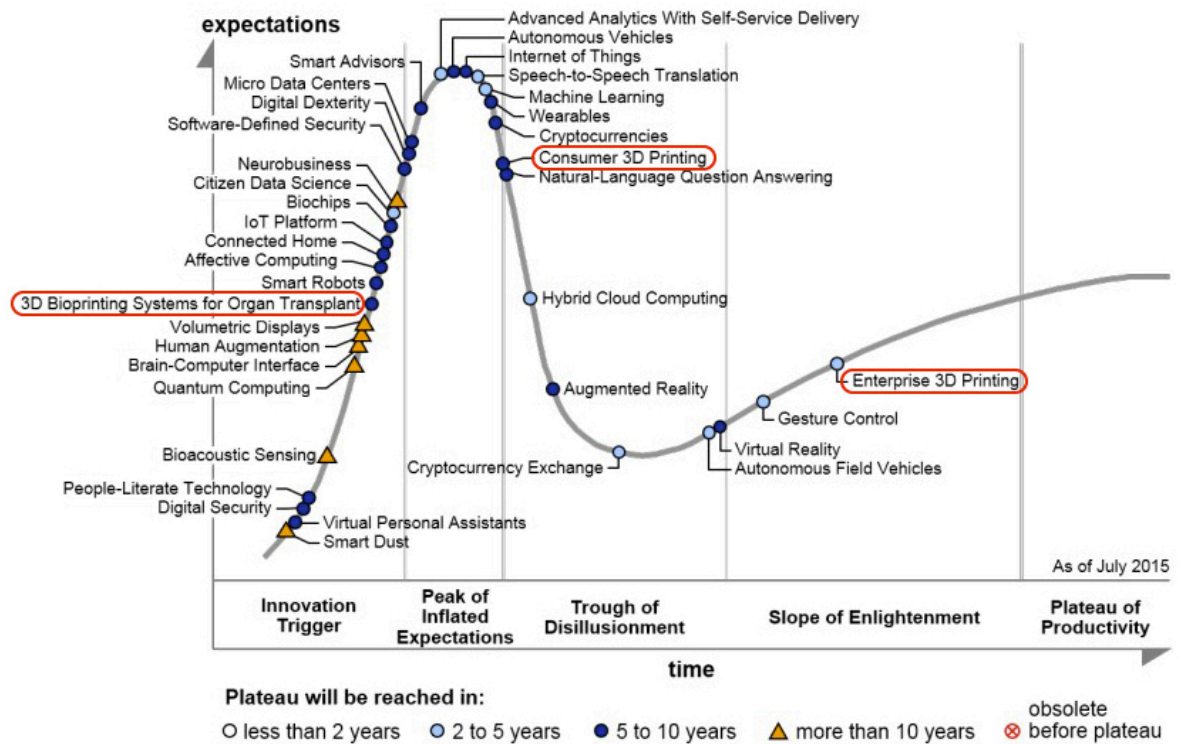 expectations
Advanced Analytics With Self-Service Delivery
Autonomous Vehicles
Internet of Things
Speech-to-Speech Translation
Machine Learning
Wearables
Cryptocurrencies
Consumer 3D Printing
Natural-Language Question Answering
Smart Advisors
Micro Data Centers
Digital Dexterity
Software-Defined Security
Neurobusiness
Citizen Data Science
Biochips
IoT Platform
Connected Home
Affective Computing
Smart Robots
3D Bioprinting Systems for Organ Transplant
Volumetric Displays
Human Augmentation
Brain-Computer Interface
Quantum Computing
Bioacoustic Sensing
People-Literate Technology
Digital Security
Virtual Personal Assistants
Smart Dust
Hybrid Cloud Computing
Augmented Reality
Cryptocurrency Exchange
Enterprise 3D Printing
Gesture Control
Virtual Reality
Autonomous Field Vehicles
As of July 2015
Innovation
Trigger
Peak of
Inflated
Expectations
Trough of
Disillusionment
Slope of Enlightenment
Plateau of
Productivity
time
Plateau will be reached in:
less than 2 years
2 to 5 years
5 to 10 years
more than 10 years
obsolete
before plateau